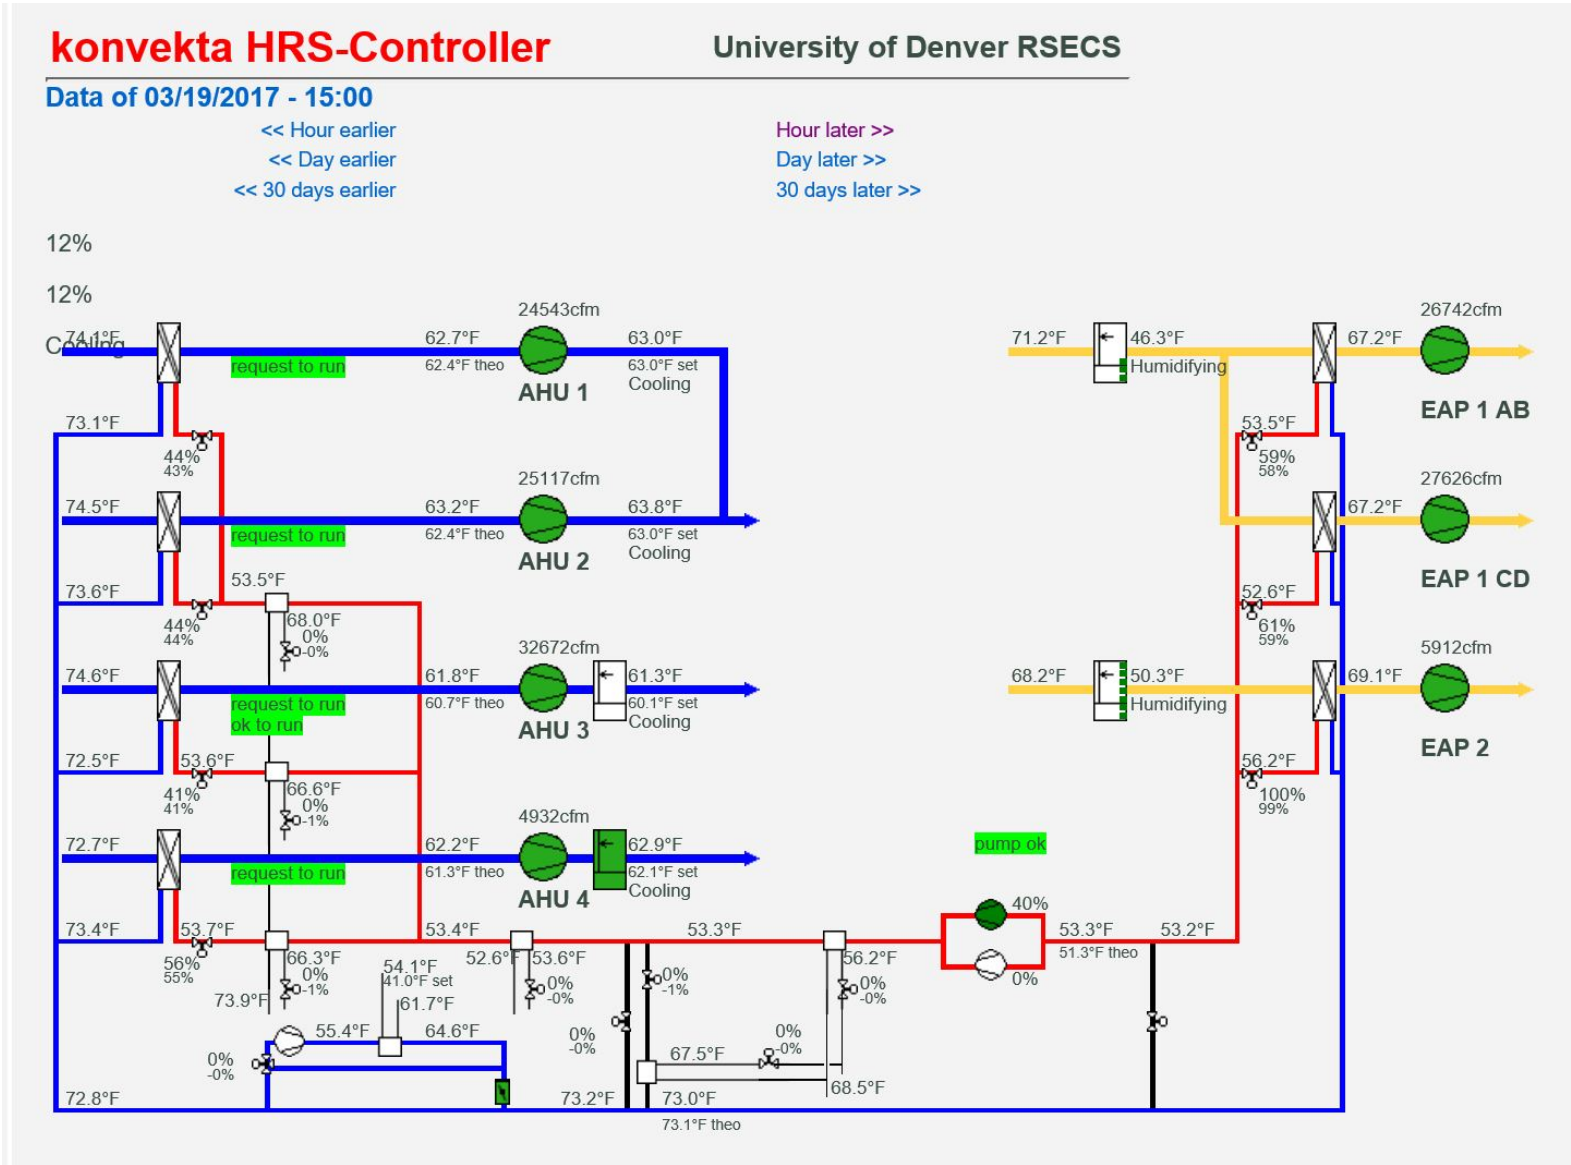 konvekta HRS-Controller
University of Denver RSECS
Data of 03/19/2017 - 15:00
<< Hour earlier
Hour later >>
<< Day earlier
Day later >>
<< 30 days earlier
30 days later >>
12%
12%
Cooling
74.1°F
request to run
62.7°F
62.4°F theo
24543cfm
AHU 1
63.0°F
63.0°F set
Cooling
71.2°F
46.3°F
Humidifying
67.2°F
26742cfm
EAP 1 AB
73.1°F
44%
43%
53.5°F
59%
58%
74.5°F
request to run
63.2°F
62.4°F theo
25117cfm
AHU 2
63.8°F
63.0°F set
Cooling
67.2°F
27626cfm
EAP 1 CD
73.6°F
44%
44%
53.5°F
68.0°F
0%
-0%
52.6°F
61%
59%
74.6°F
request to run
ok to run
61.8°F
60.7°F theo
32672cfm
AHU 3
61.3°F
60.1°F set
Cooling
68.2°F
50.3°F
Humidifying
69.1°F
5912cfm
EAP 2
72.5°F
53.6°F
41%
41%
66.6°F
0%
-1%
56.2°F
100%
99%
72.7°F
request to run
62.2°F
61.3°F theo
4932cfm
AHU 4
62.9°F
62.1°F set
Cooling
pump ok
73.4°F
53.7°F
56%
55%
66.3°F
0%
-1%
73.9°F
53.4°F
52.6°F
53.6°F
0%
-0%
53.3°F
0%
-1%
56.2°F
0%
-0%
40%
0%
53.3°F
51.3°F theo
53.2°F
54.1°F
41.0°F set
61.7°F
55.4°F
64.6°F
0%
-0%
0%
-0%
67.5°F
0%
-0%
68.5°F
72.8°F
73.2°F
73.0°F
73.1°F theo